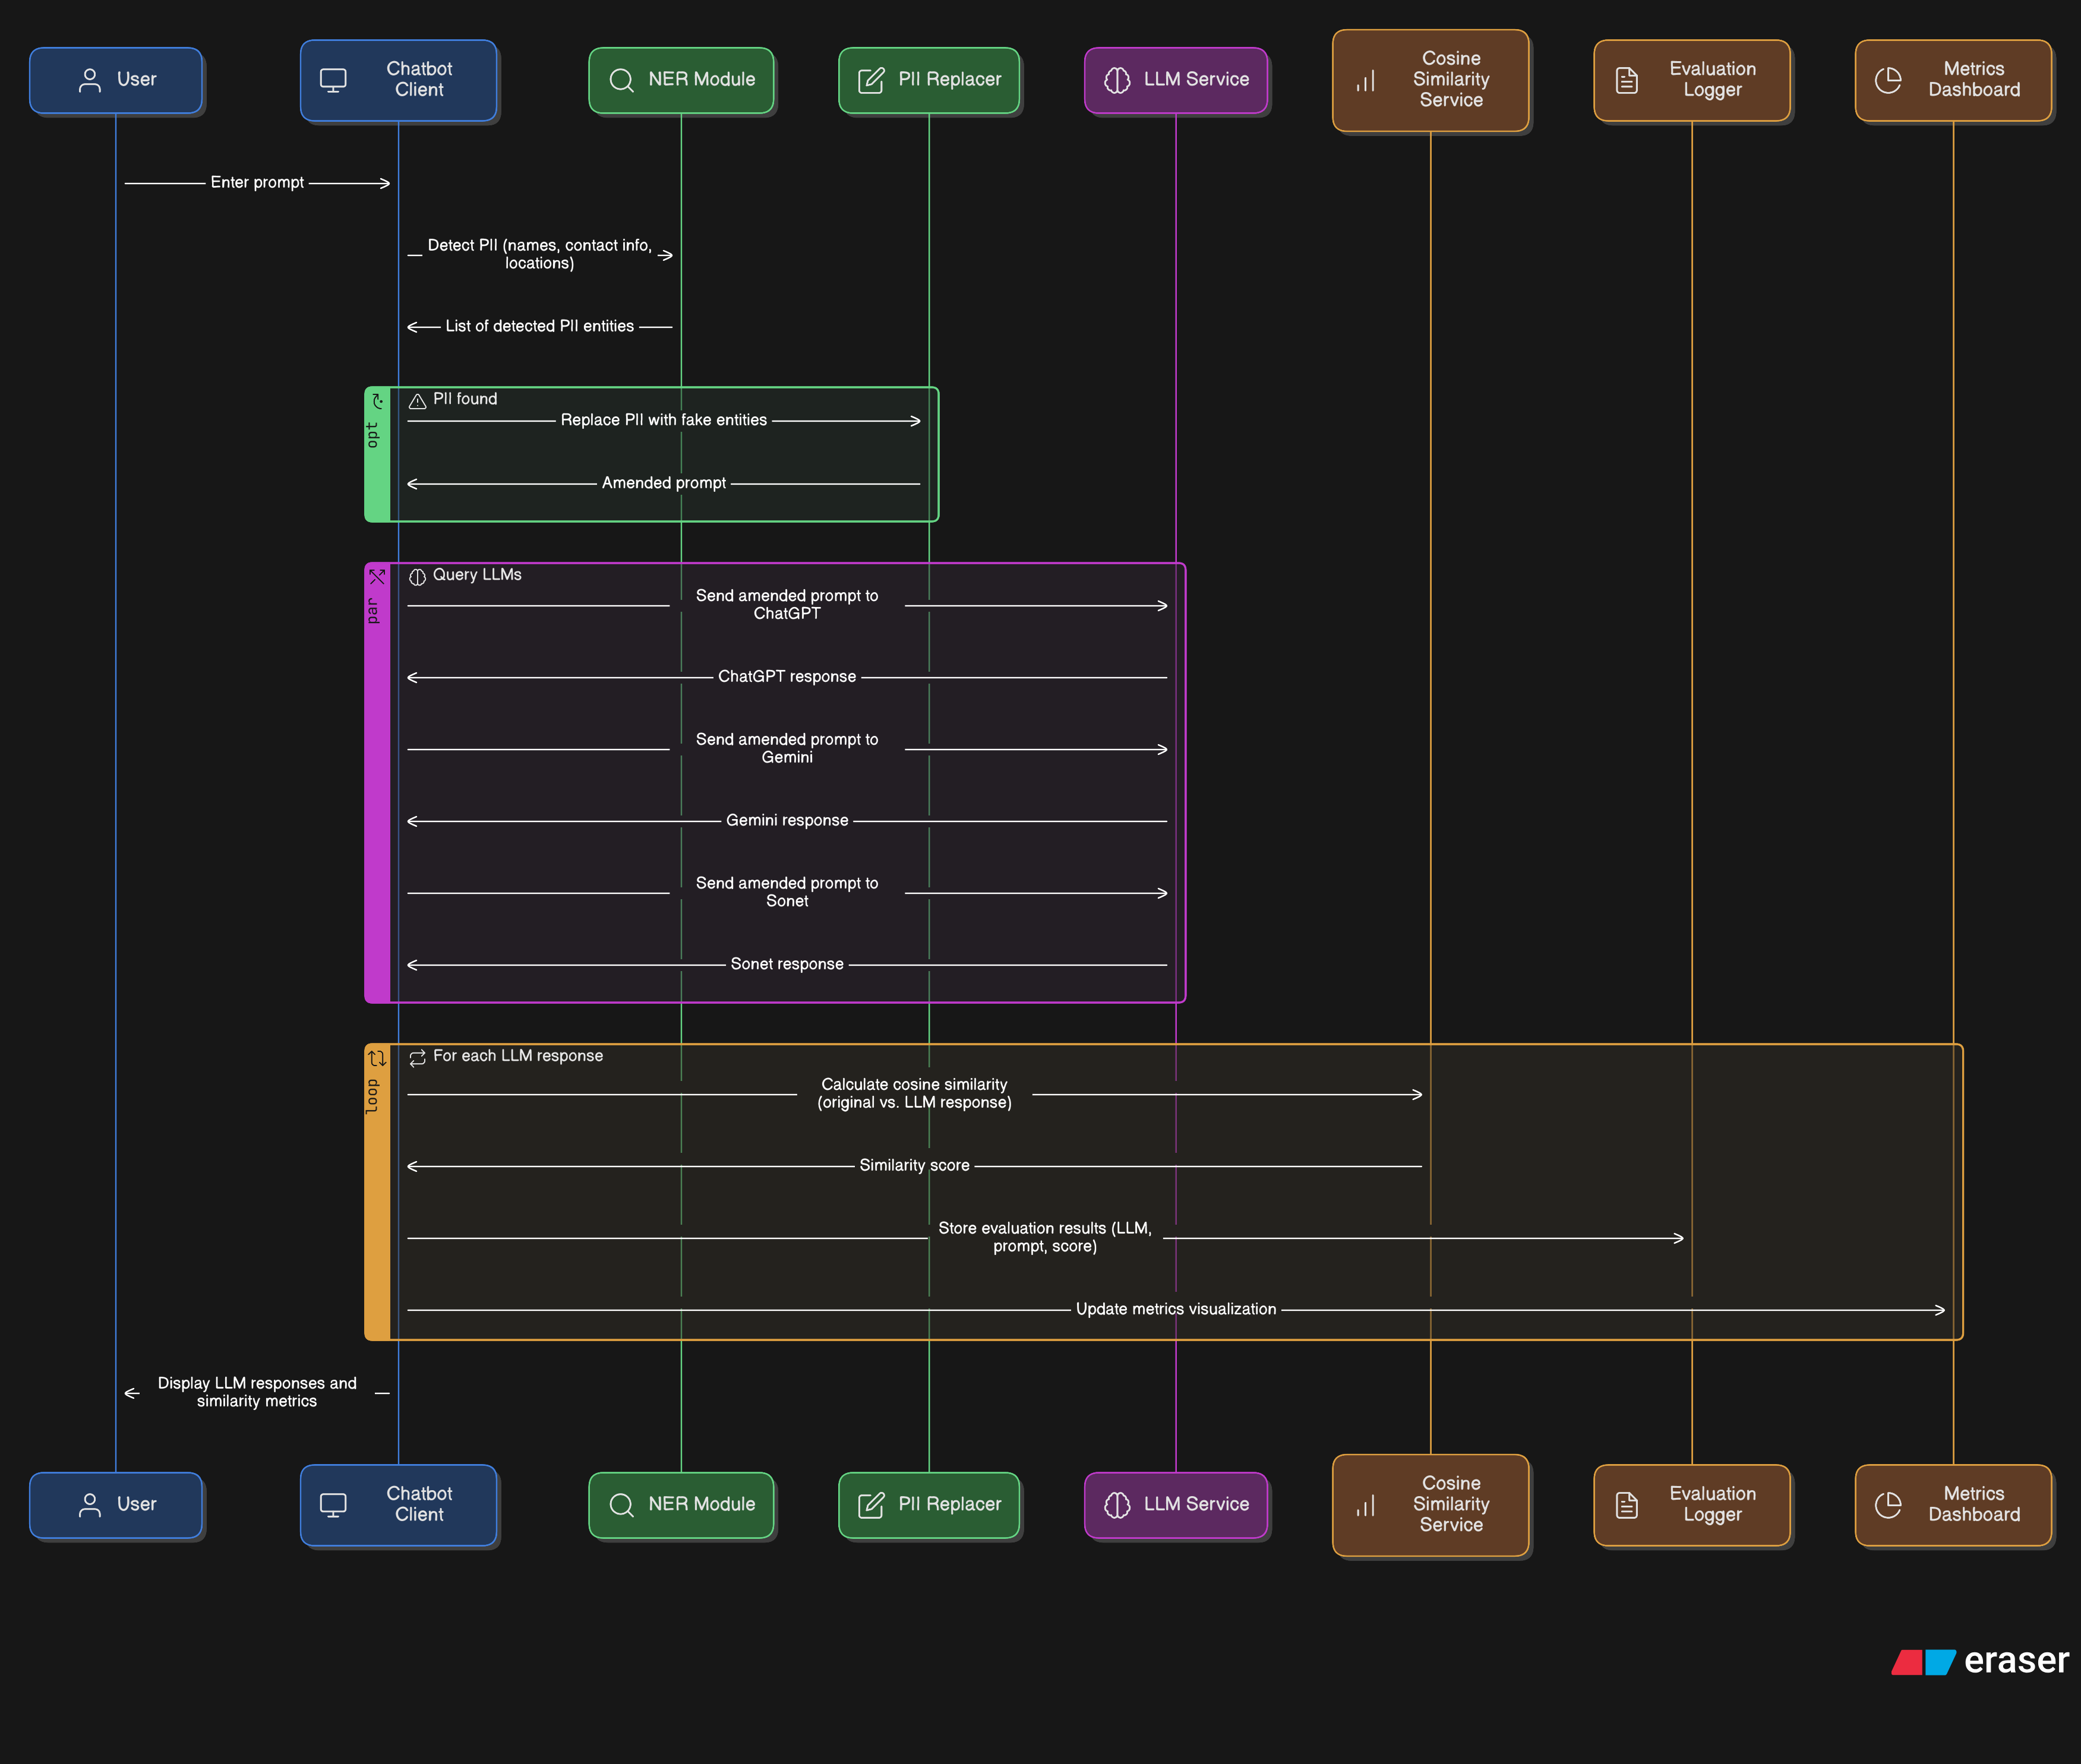 User
Chatbot
Client
NER Module
PII Replacer
LLM Service
Cosine
Similarity
Service
Evaluation
Logger
Metrics
Dashboard
Enter prompt
Detect PII (names, contact info,
locations)
List of detected PII entities
opt
PII found
Replace PII with fake entities
Amended prompt
par
Query LLMs
Send amended prompt to
ChatGPT
ChatGPT response
Send amended prompt to
Gemini
Gemini response
Send amended prompt to
Sonet
Sonet response
loop
For each LLM response
Calculate cosine similarity
(original vs. LLM response)
Similarity score
Store evaluation results (LLM,
prompt, score)
Update metrics visualization
Display LLM responses and
similarity metrics
User
Chatbot
Client
NER Module
PII Replacer
LLM Service
Cosine
Similarity
Service
Evaluation
Logger
Metrics
Dashboard
eraser